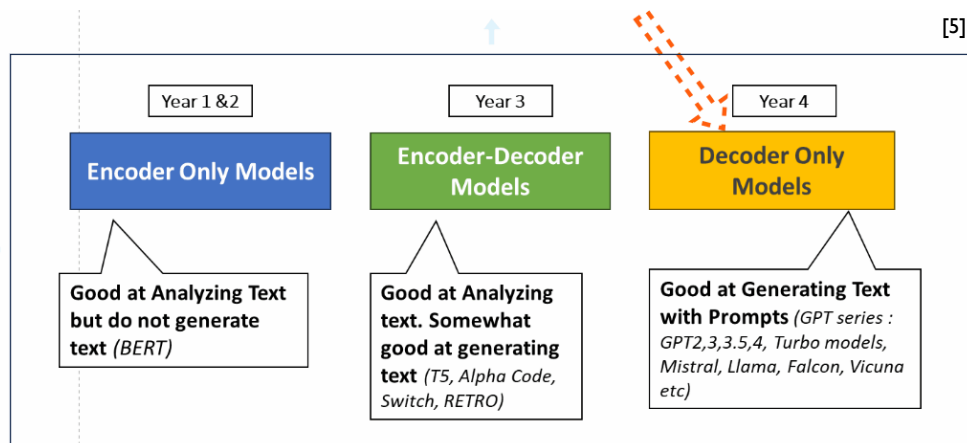 [5]
Year 1 &2
Encoder Only Models
Good at Analyzing Text
but do not generate
text (BERT)
Year 3
Encoder-Decoder
Models
Good at Analyzing
text. Somewhat
good at generating
text (T5, Alpha Code,
Switch, RETRO)
Year 4
Decoder Only
Models
Good at Generating Text
with Prompts (GPT series :
GPT2,3,3.5,4, Turbo models,
Mistral, Llama, Falcon, Vicuna
etc)